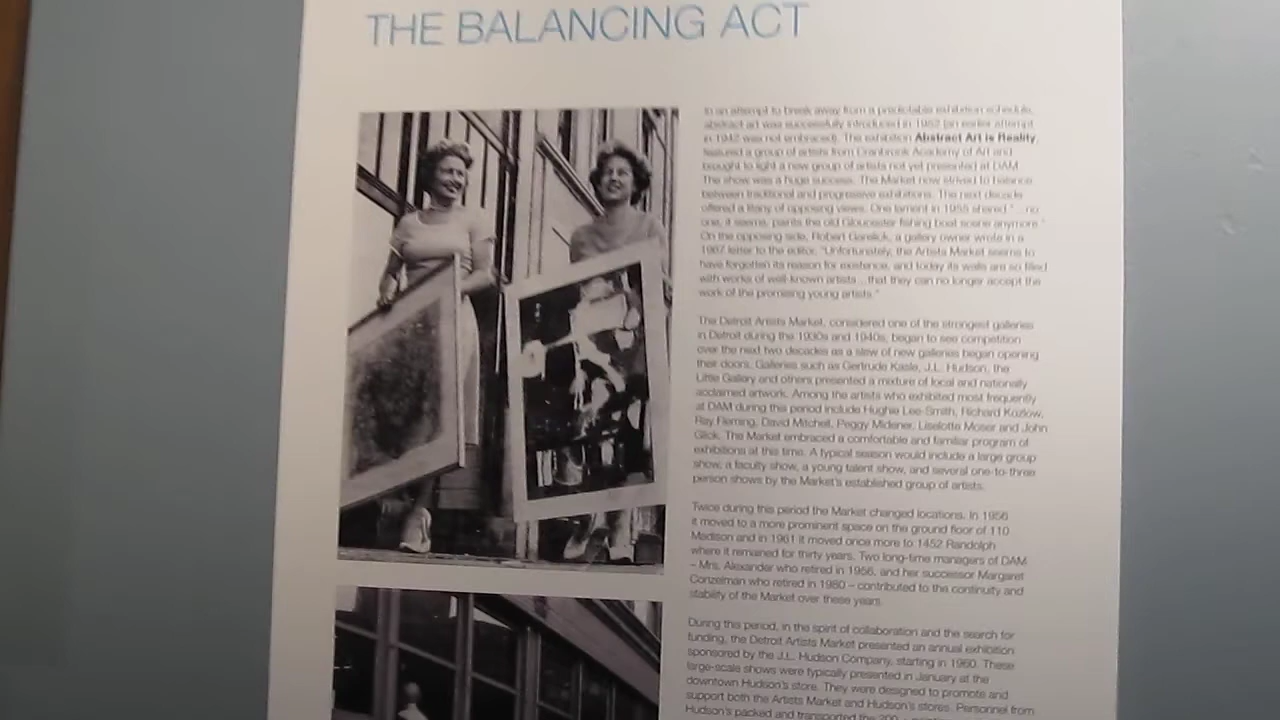 THE BALANCING ACT
In an attempt to break away from a predictable exhibition schedule,
abstract art was successfully introduced in 1952 (an earlier attempt
in 1942 was not embraced). The exhibition Abstract Art is Reality,
featured a group of artists from Cranbrook Academy of Art and
brought to light a new group of artists not yet presented at DAM.
The show was a huge success. The Market now strived to balance
between traditional and progressive exhibitions. The next decade
offered a litany of opposing views. One lament in 1955 shared "...no
one, it seems, paints the old Gloucester fishing boat scene anymore."
On the opposing side, Robert a gallery owner wrote in a
letter to the editor, "Unfortunately, the Artists Market seems to
have forgotten its reason for existence, and today its walls are so filled
with works of well-known artists ...that they can no longer accept the
work of the promising young artists."
The Detroit Artists Market, considered one of the strongest galleries
in Detroit during the 1930s and 1940s, began to see competition
over the next two decades as a slew of new galleries began opening
their doors. Galleries such as Gertrude Kasle, J.L. Hudson, the
Little Gallery and others presented a mixture of local and nationally
acclaimed artwork. Among the artists who exhibited most frequently
at DAM during this period include Hughie Lee-Smith, Richard Kozlow,
Ray Fleming, David Mitchell, Peggy Midener, Liselotte Moser and John
Glick. The Market embraced a comfortable and familiar program of
exhibitions at this time. A typical season would include a large group
show, a faculty show, a young talent show, and several one-to-three
person shows by the Market's established group of artists.
Twice during this period the Market changed locations. In 1956
it moved to a more prominent space on the ground floor of 110
Madison and in 1961 it moved once more to 1452 Randolph
where it remained for thirty years. Two long-time managers of DAM
– Mrs. Alexander who retired in 1956, and her successor Margaret
Conzelman who retired in 1980 – contributed to the continuity and
stability of the Market over these years.
During this period, in the spirit of collaboration and the search for
funding, the Detroit Artists Market presented an annual exhibition
sponsored by the J.L. Hudson Company, starting in 1960. These
large-scale shows were typically presented in January at the
downtown Hudson's store. They were designed to promote and
support both the Artists Market and Hudson's stores. Personnel from
Hudson's packed and transported the